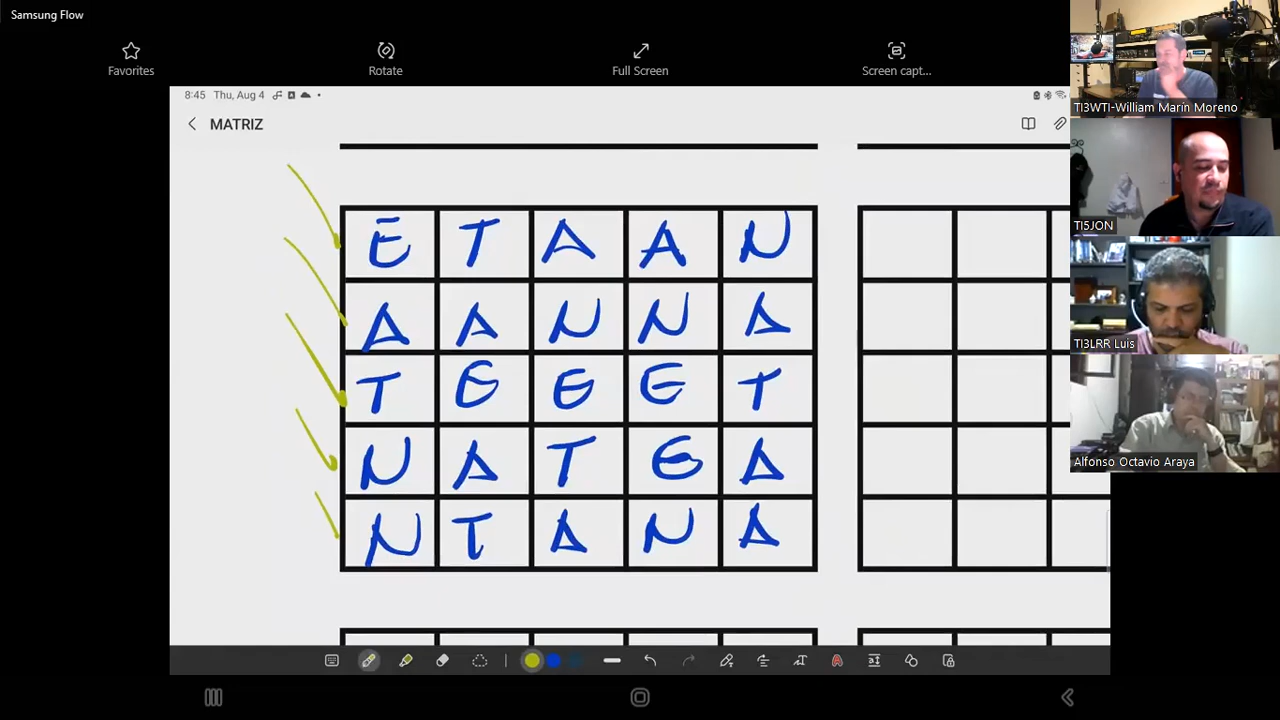 Samsung Flow
Favorites
Rotate
Full Screen
Screen capt...
8:45 Thu, Aug 4
MATRIZ
E T A A N
A A N N A
T E E E T
N A T E A
N T A N A
TI3WTI-William Marin Moreno
TI5JON
TI3LRR Luis
Alfonso Octavio Araya